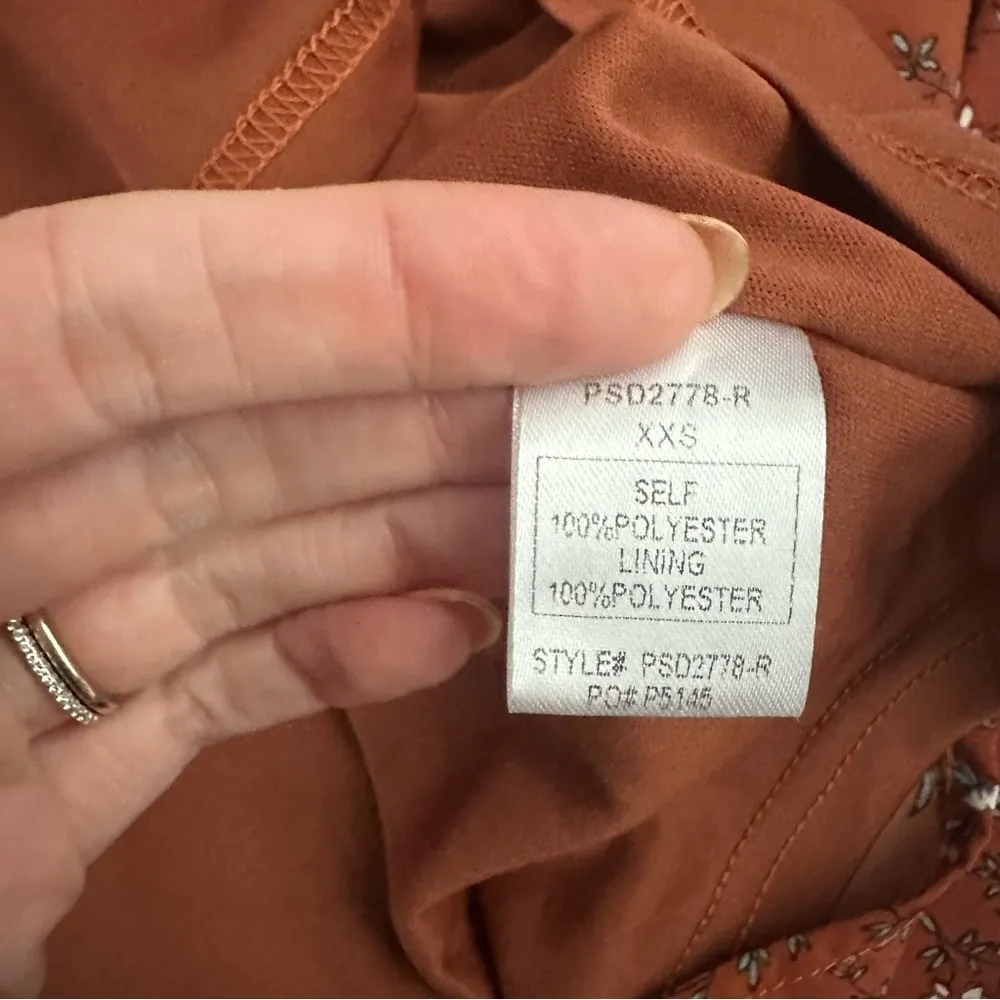 PSD2778-R
XXS
SELF
100%POLYESTER
LINING
100%POLYESTER
STYLE# PSD2778-R
PO# P5145